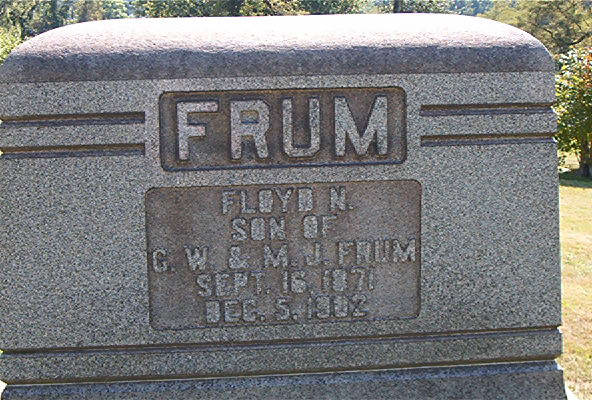 FRUM
FLOYD N.
SON OF
G. W. & M. J. FRUM
SEPT. 16, 1871
DEC. 5, 1902